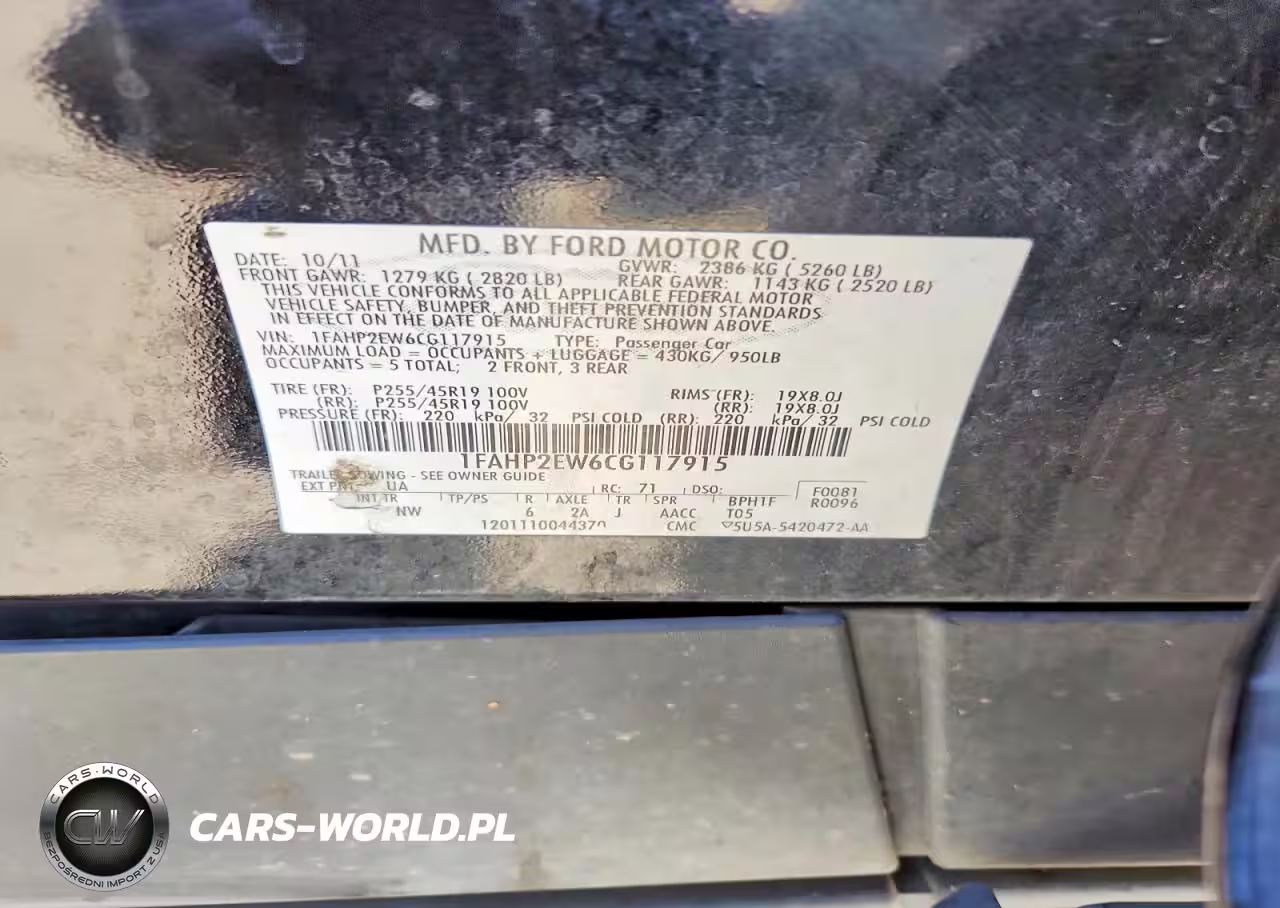 MFD. BY FORD MOTOR CO.
DATE: 10/11 GVWR: 2386 KG ( 5260 LB)
FRONT GAWR: 1279 KG ( 2820 LB) REAR GAWR: 1143 KG ( 2520 LB)
THIS VEHICLE CONFORMS TO ALL APPLICABLE FEDERAL MOTOR
VEHICLE SAFETY, BUMPER, AND THEFT PREVENTION STANDARDS
IN EFFECT ON THE DATE OF MANUFACTURE SHOWN ABOVE.
VIN: 1FAHP2EW6CG117915 TYPE: Passenger Car
MAXIMUM LOAD = OCCUPANTS + LUGGAGE = 430KG/ 950LB
OCCUPANTS = 5 TOTAL; 2 FRONT, 3 REAR
TIRE (FR): P255/45R19 100V RIMS (FR): 19X8.0J
(RR): P255/45R19 100V (RR): 19X8.0J
PRESSURE (FR): 220 kPa/ 32 PSI COLD (RR): 220 kPa/ 32 PSI COLD
1FAHP2EW6CG117915
TRAILER TOWING - SEE OWNER GUIDE
EXT PNT: UA RC: 71 DSO: F0081
R0096
INT TR TP/PS R AXLE TR SPR BPH1F
NW 6 2A J AACC T05
1201110044370 CMC ▽5U5A-5420472-AA
CARS-WORLD
CW
BEZPOŚREDNI IMPORT Z USA
CARS-WORLD.PL